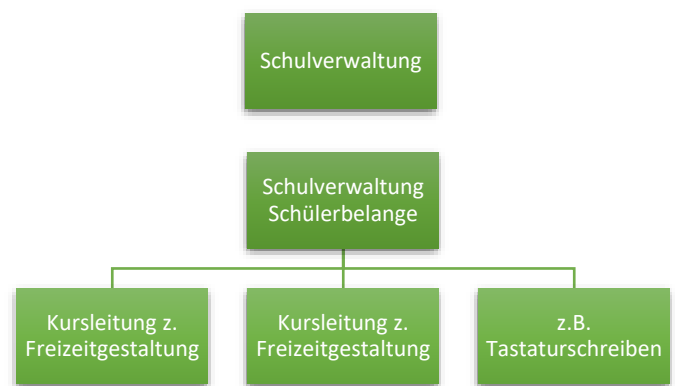 Schulverwaltung
Schulverwaltung
Schülerbelange
Kursleitung z.
Freizeitgestaltung
Kursleitung z.
Freizeitgestaltung
z.B.
Tastaturschreiben